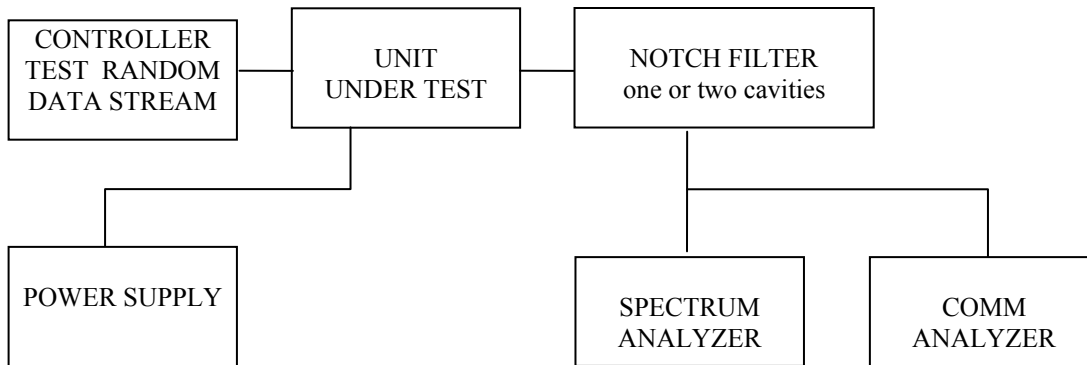 CONTROLLER
TEST RANDOM
DATA STREAM
UNIT
UNDER TEST
NOTCH FILTER
one or two cavities
POWER SUPPLY
SPECTRUM
ANALYZER
COMM
ANALYZER